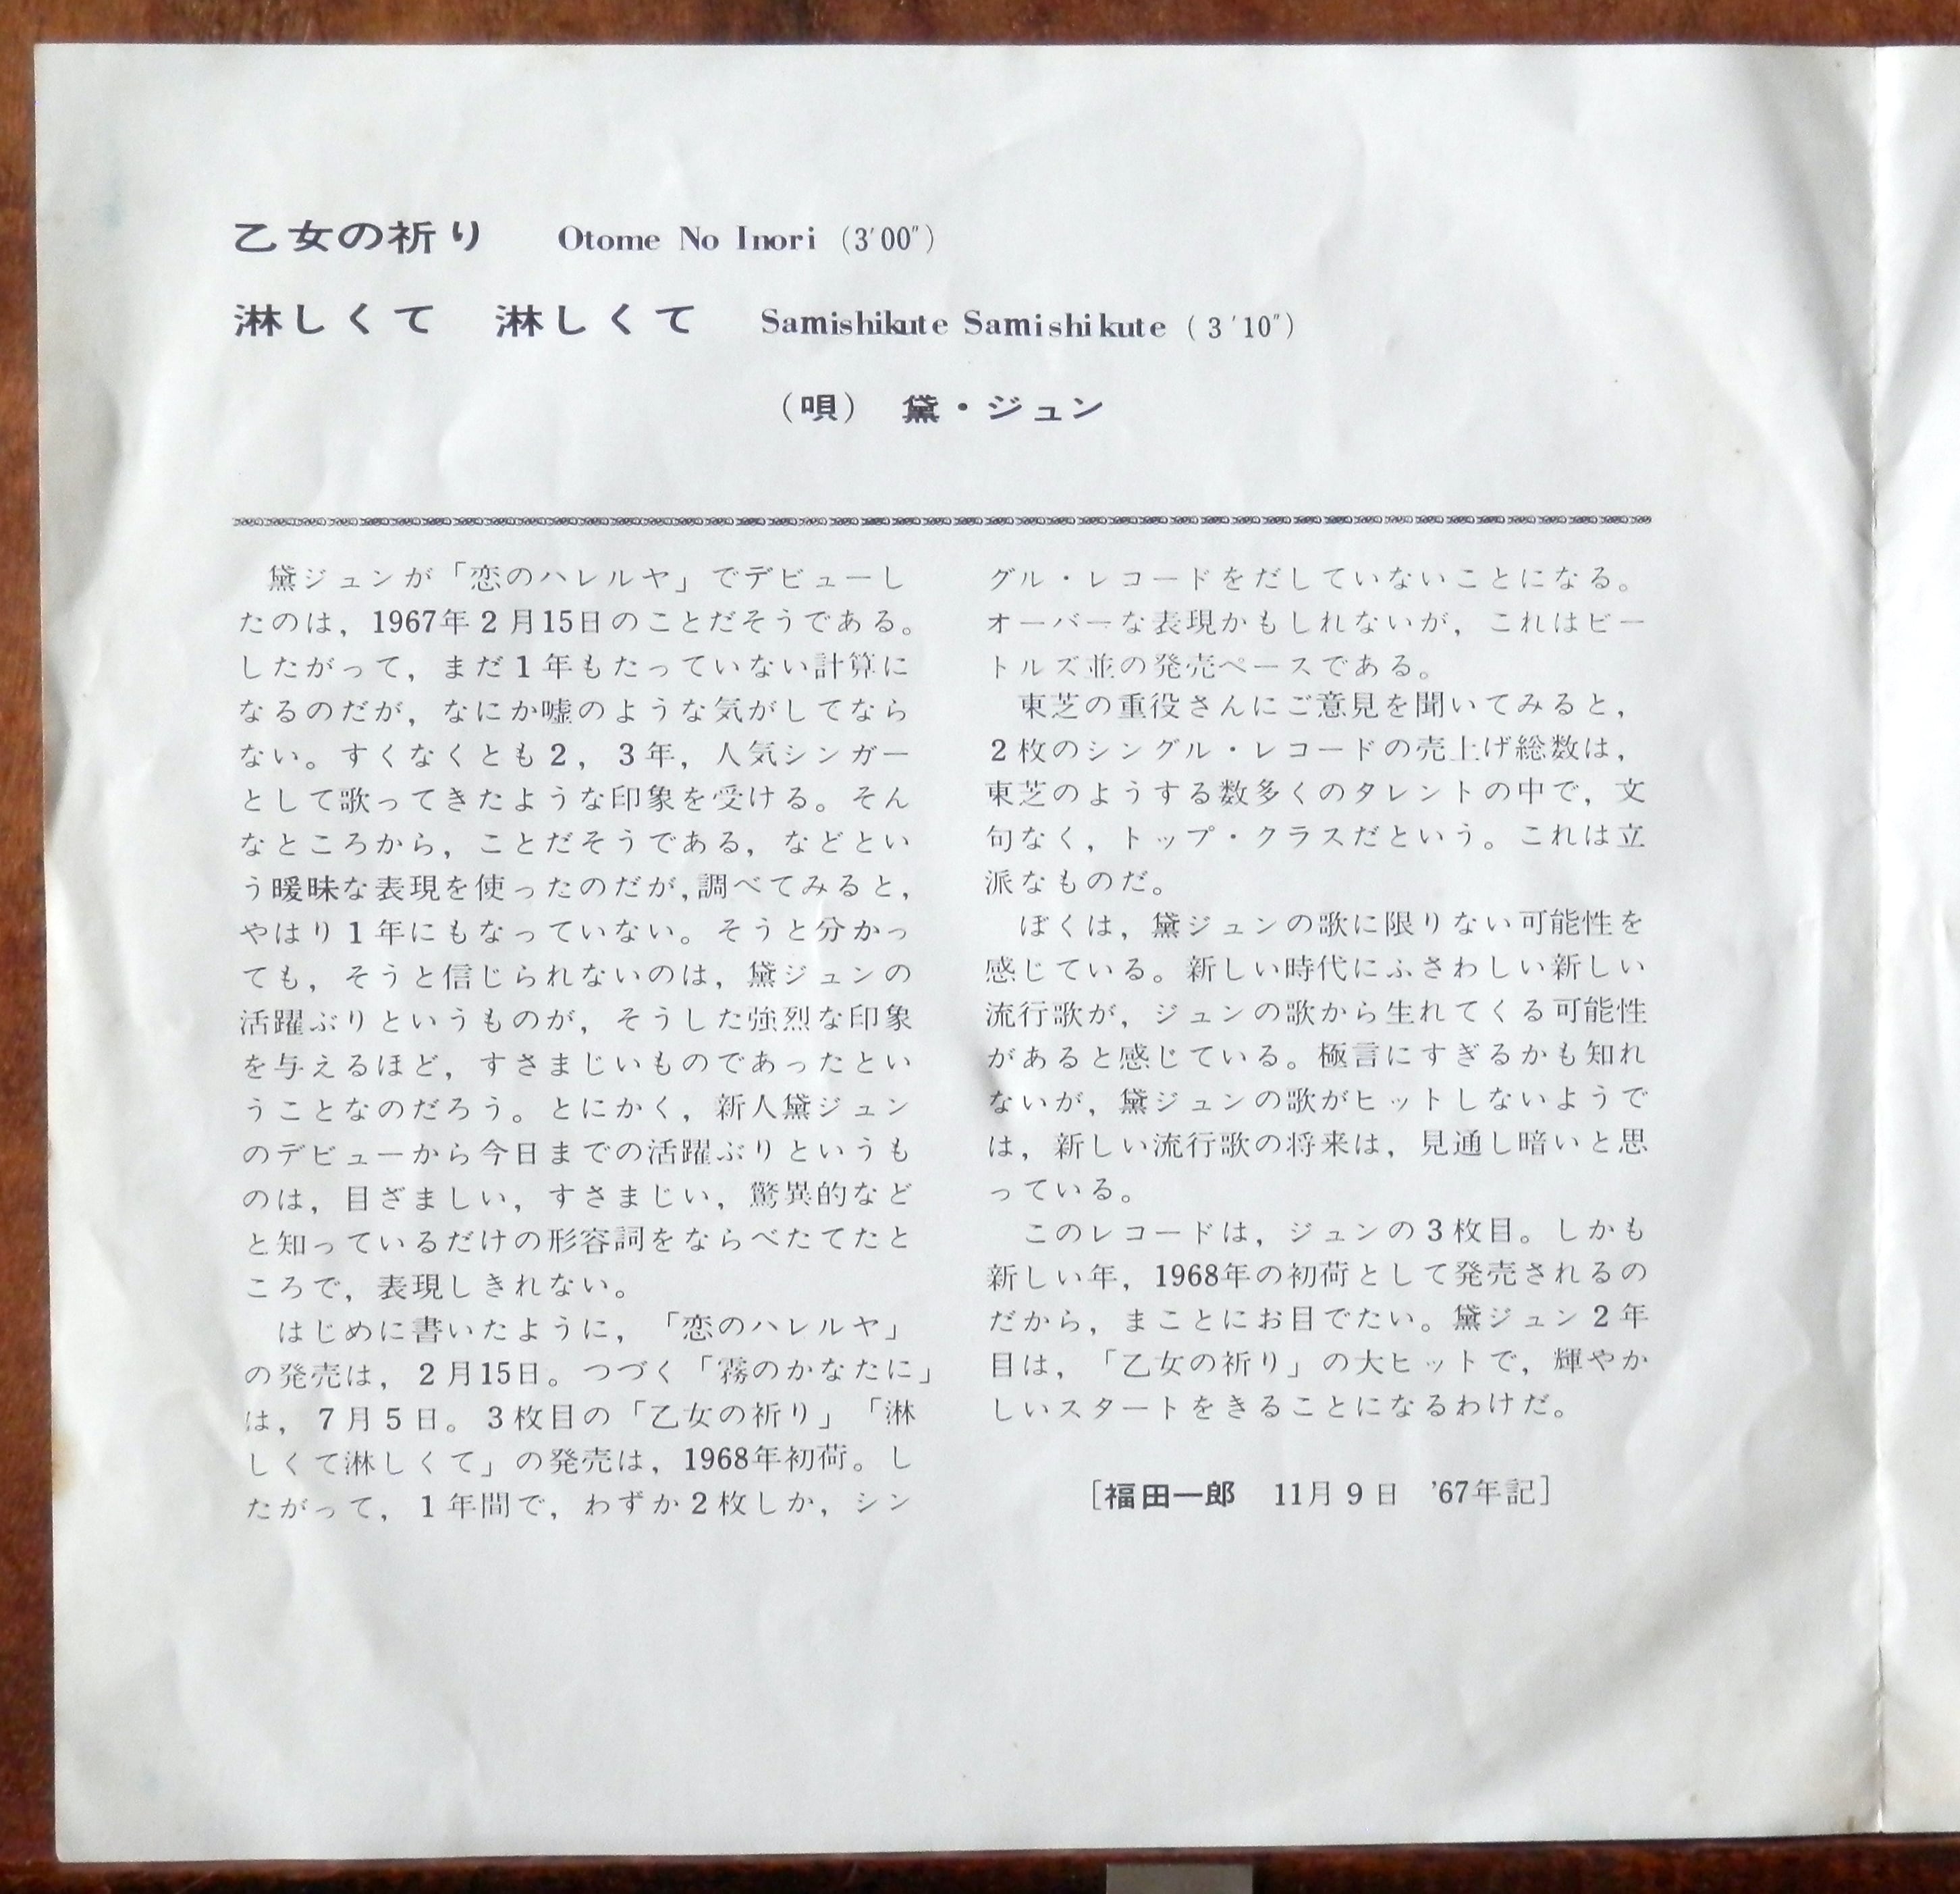 乙女の祈り Otome No Inori (3′00″)
淋しくて 淋しくて Samishikute Samishikute (3′10″)
(唄) 黛・ジュン
黛ジュンが「恋のハレルヤ」でデビューし
たのは，1967年2月15日のことだそうである。
したがって，まだ1年もたっていない計算に
なるのだが，なにか嘘のような気がしてなら
ない。すくなくとも2，3年，人気シンガー
として歌ってきたような印象を受ける。そん
なところから，ことだそうである，などとい
う曖昧な表現を使ったのだが，調べてみると，
やはり1年にもなっていない。そうと分かっ
ても，そうと信じられないのは，黛ジュンの
活躍ぶりというものが，そうした強烈な印象
を与えるほど，すさまじいものであったとい
うことなのだろう。とにかく，新人黛ジュン
のデビューから今日までの活躍ぶりというも
のは，目ざましい，すさまじい，驚異的など
と知っているだけの形容詞をならべたてたと
ころで，表現しきれない。
はじめに書いたように，「恋のハレルヤ」
の発売は，2月15日。つづく「霧のかなたに」
は，7月5日。3枚目の「乙女の祈り」「淋
しくて淋しくて」の発売は，1968年初荷。し
たがって，1年間で，わずか2枚しか，シン
グル・レコードをだしていないことになる。
オーバーな表現かもしれないが，これはビー
トルズ並の発売ペースである。
東芝の重役さんにご意見を聞いてみると，
2枚のシングル・レコードの売上げ総数は，
東芝のようする数多くのタレントの中で，文
句なく，トップ・クラスだという。これは立
派なものだ。
ぼくは，黛ジュンの歌に限りない可能性を
感じている。新しい時代にふさわしい新しい
流行歌が，ジュンの歌から生れてくる可能性
があると感じている。極言にすぎるかも知れ
ないが，黛ジュンの歌がヒットしないようで
は，新しい流行歌の将来は，見通し暗いと思
っている。
このレコードは，ジュンの3枚目。しかも
新しい年，1968年の初荷として発売されるの
だから，まことにお目でたい。黛ジュン2年
目は，「乙女の祈り」の大ヒットで，輝やか
しいスタートをきることになるわけだ。
[福田一郎 11月9日 ’67年記]